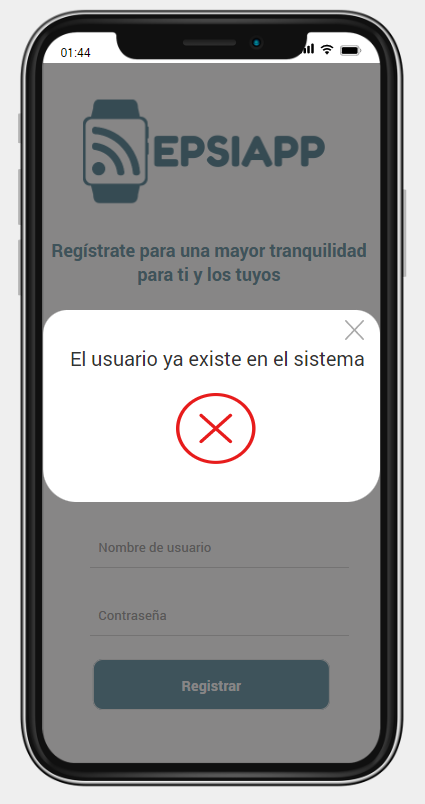 01:44
EPSIAPP
Regístrate para una mayor tranquilidad
para ti y los tuyos
El usuario ya existe en el sistema
Nombre de usuario
Contraseña
Registrar